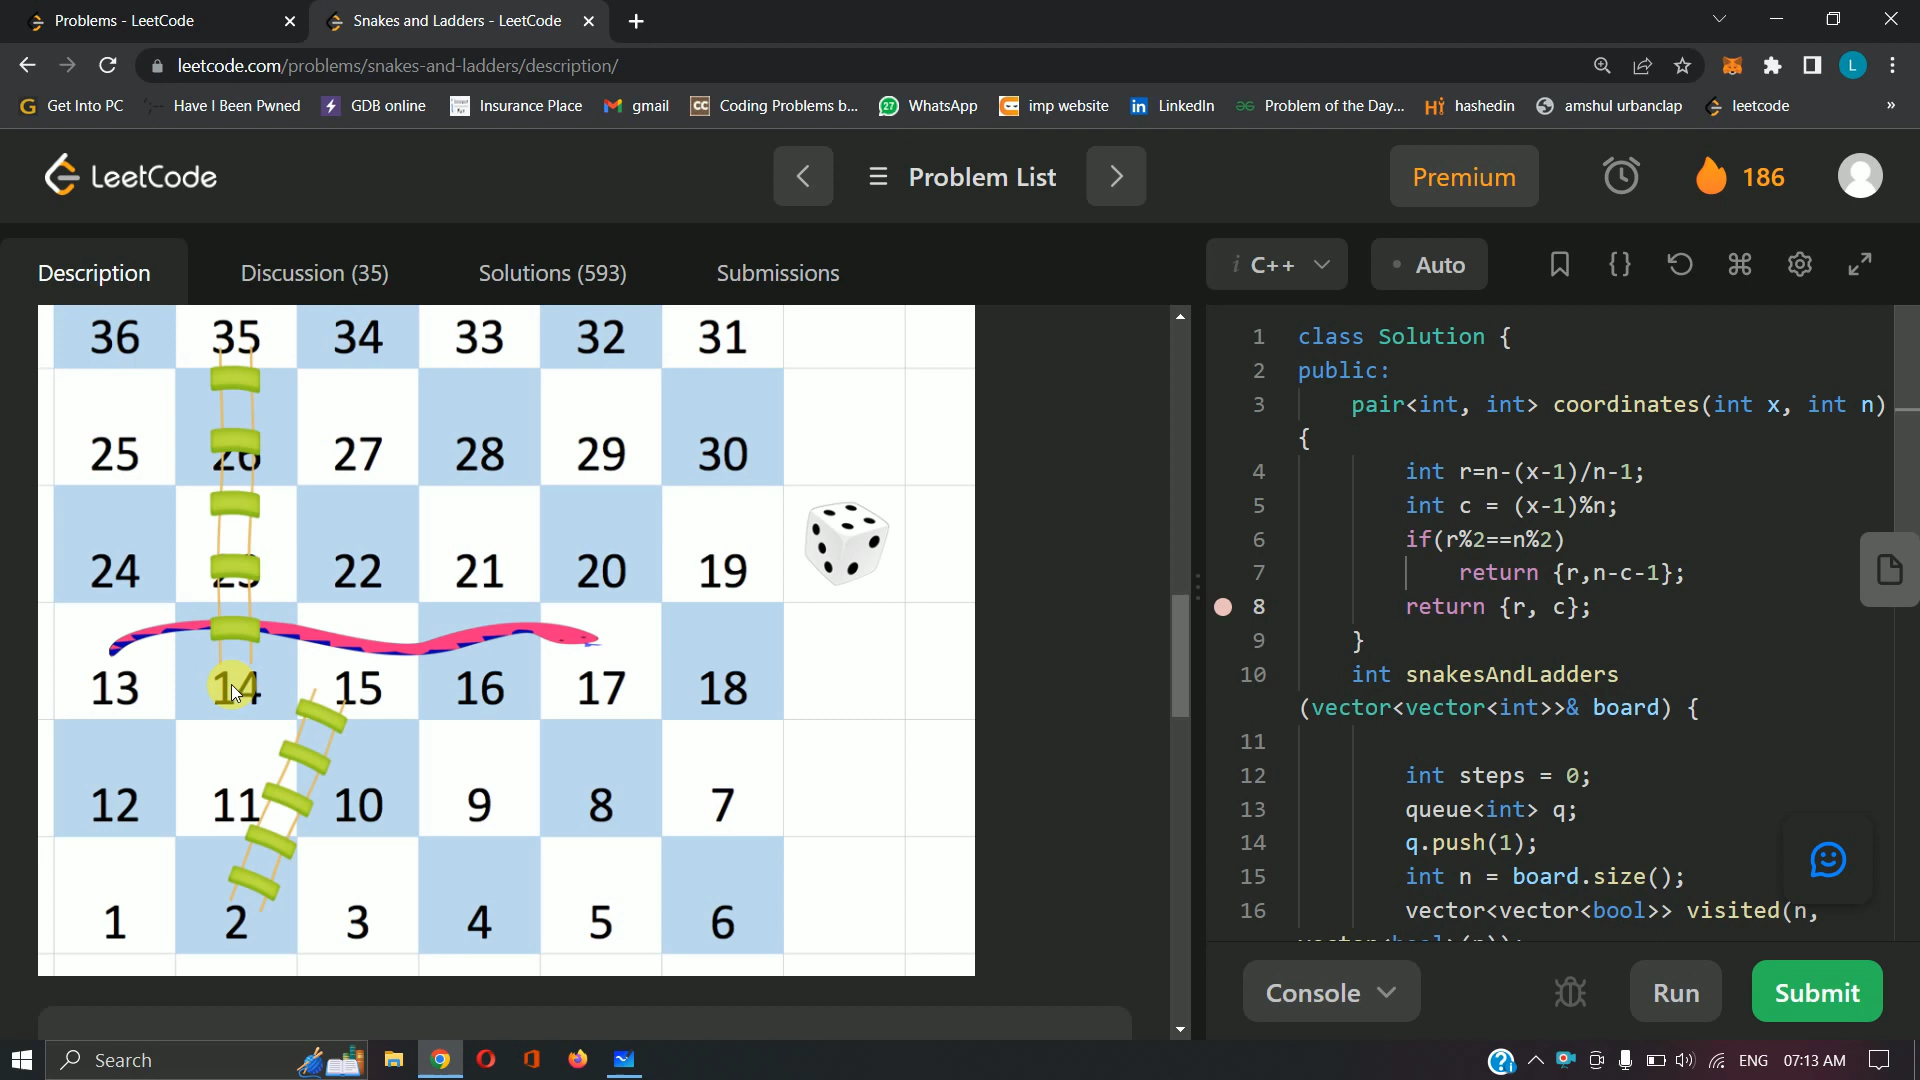 Problems - LeetCode
Snakes and Ladders - LeetCode
leetcode.com/problems/snakes-and-ladders/description/
L
Get Into PC
Have I Been Pwned
GDB online
Insurance Place
gmail
Coding Problems b...
WhatsApp
imp website
LinkedIn
Problem of the Day...
hashedin
amshul urbanclap
leetcode
»
LeetCode
Problem List
Premium
186
Description
Discussion (35)
Solutions (593)
Submissions
i C++
Auto
36 35 34 33 32 31
25 26 27 28 29 30
24 23 22 21 20 19
13 14 15 16 17 18
12 11 10 9 8 7
1 2 3 4 5 6
1 class Solution {
2 public:
3 pair<int, int> coordinates(int x, int n)
{
4 int r=n-(x-1)/n-1;
5 int c = (x-1)%n;
6 if(r%2==n%2)
7 return {r,n-c-1};
8 return {r, c};
9 }
10 int snakesAndLadders
(vector<vector<int>>& board) {
11
12 int steps = 0;
13 queue<int> q;
14 q.push(1);
15 int n = board.size();
16 vector<vector<bool>> visited(n,
Console
Run
Submit
Search
ENG
07:13 AM